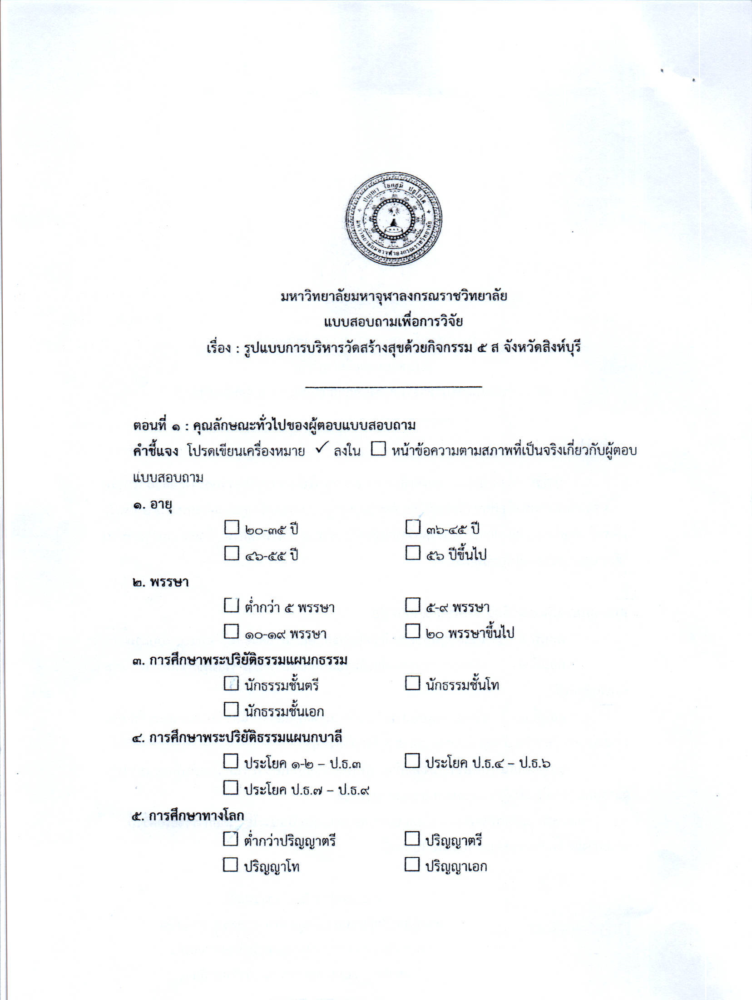 ปญฺญา โลกสฺมิ ปชฺโชโต
มหาวิทยาลัยมหาจุฬาลงกรณราชวิทยาลัย
มหาวิทยาลัยมหาจุฬาลงกรณราชวิทยาลัย
แบบสอบถามเพื่อการวิจัย
เรื่อง : รูปแบบการบริหารวัดสร้างสุขด้วยกิจกรรม ๕ ส จังหวัดสิงห์บุรี
ตอนที่ ๑ : คุณลักษณะทั่วไปของผู้ตอบแบบสอบถาม
คำชี้แจง โปรดเขียนเครื่องหมาย ✓ ลงใน ☐ หน้าข้อความตามสภาพที่เป็นจริงเกี่ยวกับผู้ตอบ
แบบสอบถาม
๑. อายุ
☐ ๒๐-๓๕ ปี ☐ ๓๖-๔๕ ปี
☐ ๔๖-๕๕ ปี ☐ ๕๖ ปีขึ้นไป
๒. พรรษา
☐ ต่ำกว่า ๕ พรรษา ☐ ๕-๙ พรรษา
☐ ๑๐-๑๙ พรรษา ☐ ๒๐ พรรษาขึ้นไป
๓. การศึกษาพระปริยัติธรรมแผนกธรรม
☐ นักธรรมชั้นตรี ☐ นักธรรมชั้นโท
☐ นักธรรมชั้นเอก
๔. การศึกษาพระปริยัติธรรมแผนกบาลี
☐ ประโยค ๑-๒ – ป.ธ.๓ ☐ ประโยค ป.ธ.๔ – ป.ธ.๖
☐ ประโยค ป.ธ.๗ – ป.ธ.๙
๕. การศึกษาทางโลก
☐ ต่ำกว่าปริญญาตรี ☐ ปริญญาตรี
☐ ปริญญาโท ☐ ปริญญาเอก